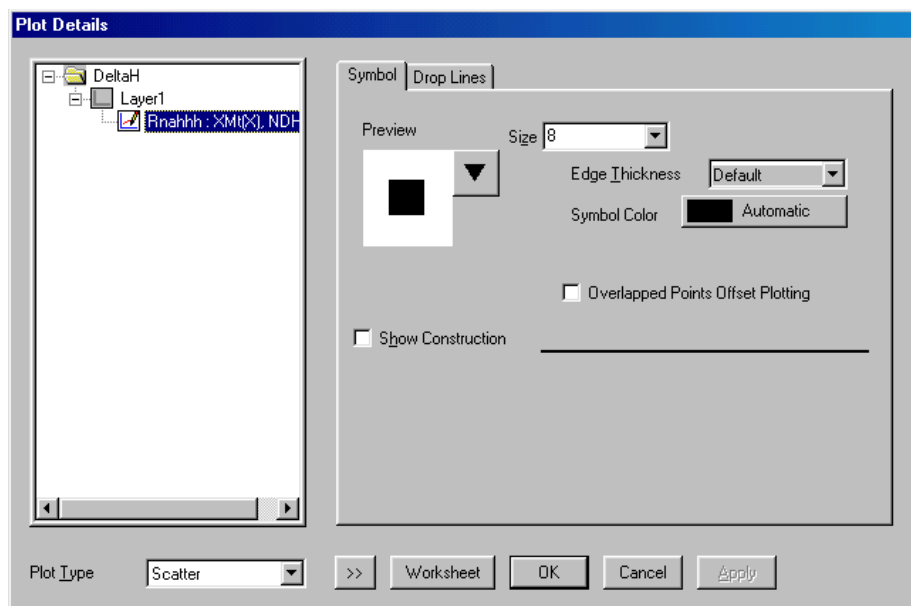 Plot Details
DeltaH
Layer1
Rnahhh : XMt(X), NDH
Symbol
Drop Lines
Preview
Size 8
Edge Thickness Default
Symbol Color Automatic
Overlapped Points Offset Plotting
Show Construction
Plot Type Scatter >> Worksheet OK Cancel Apply